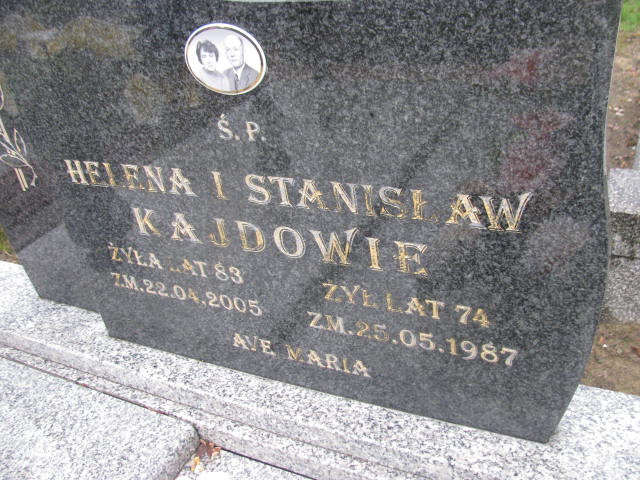 Ś. P.
HELENA I STANISŁAW
KAJDOWIE
ŻYŁA LAT 83
ZM. 22.04.2005
ŻYŁ LAT 74
ZM. 25.05.1987
AVE MARIA